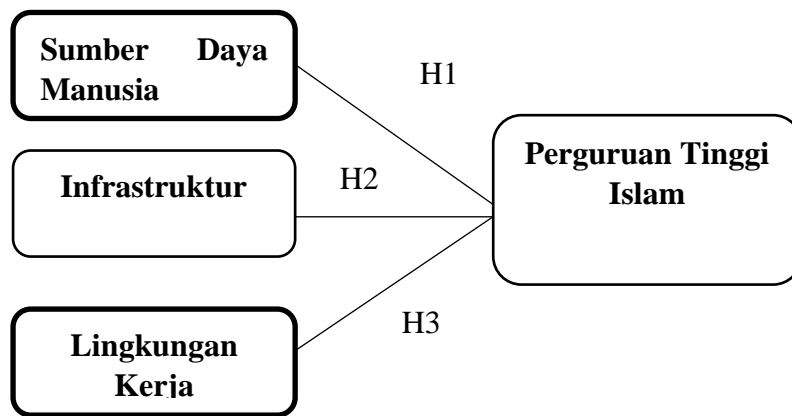 Sumber Daya
Manusia
H1
Perguruan Tinggi
Islam
Infrastruktur
H2
Lingkungan
Kerja
H3